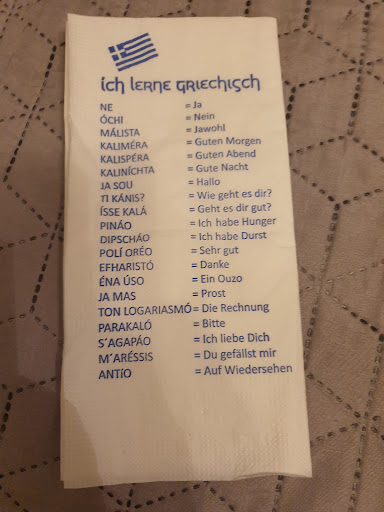 ich lerne griechisch
NE = Ja
ÓCHI = Nein
MÁLISTA = Jawohl
KALIMÉRA = Guten Morgen
KALISPÉRA = Guten Abend
KALINÍCHTA = Gute Nacht
JA SOU = Hallo
TI KÁNIS? = Wie geht es dir?
ÍSSE KALÁ = Geht es dir gut?
PINÁO = Ich habe Hunger
DIPSCHÁO = Ich habe Durst
POLÍ ORÉO = Sehr gut
EFHARISTÓ = Danke
ÉNA ÚSO = Ein Ouzo
JA MAS = Prost
TON LOGARIASMÓ = Die Rechnung
PARAKALÓ = Bitte
S´AGAPÁO = Ich liebe Dich
M´ARÉSSIS = Du gefällst mir
ANTÍO = Auf Wiedersehen